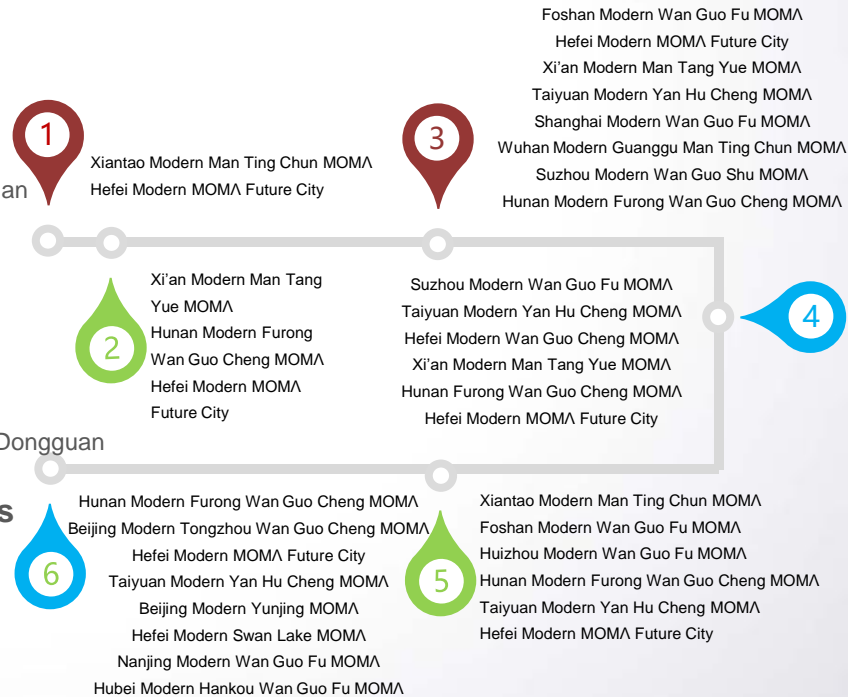 Foshan Modern Wan Guo Fu MOMΛ
Hefei Modern MOMΛ Future City
Xi'an Modern Man Tang Yue MOMΛ
Taiyuan Modern Yan Hu Cheng MOMΛ
Shanghai Modern Wan Guo Fu MOMΛ
Wuhan Modern Guanggu Man Ting Chun MOMΛ
Suzhou Modern Wan Guo Shu MOMΛ
Hunan Modern Furong Wan Guo Cheng MOMΛ
1
3
Xiantao Modern Man Ting Chun MOMΛ
Hefei Modern MOMΛ Future City
an
2
Xi'an Modern Man Tang
Yue MOMΛ
Hunan Modern Furong
Wan Guo Cheng MOMΛ
Hefei Modern MOMΛ
Future City
Suzhou Modern Wan Guo Fu MOMΛ
Taiyuan Modern Yan Hu Cheng MOMΛ
Hefei Modern Wan Guo Cheng MOMΛ
Xi'an Modern Man Tang Yue MOMΛ
Hunan Furong Wan Guo Cheng MOMΛ
Hefei Modern MOMΛ Future City
4
Dongguan
s
6
Hunan Modern Furong Wan Guo Cheng MOMΛ
Beijing Modern Tongzhou Wan Guo Cheng MOMΛ
Hefei Modern MOMΛ Future City
Taiyuan Modern Yan Hu Cheng MOMΛ
Beijing Modern Yunjing MOMΛ
Hefei Modern Swan Lake MOMΛ
Nanjing Modern Wan Guo Fu MOMΛ
Hubei Modern Hankou Wan Guo Fu MOMΛ
5
Xiantao Modern Man Ting Chun MOMΛ
Foshan Modern Wan Guo Fu MOMΛ
Huizhou Modern Wan Guo Fu MOMΛ
Hunan Modern Furong Wan Guo Cheng MOMΛ
Taiyuan Modern Yan Hu Cheng MOMΛ
Hefei Modern MOMΛ Future City